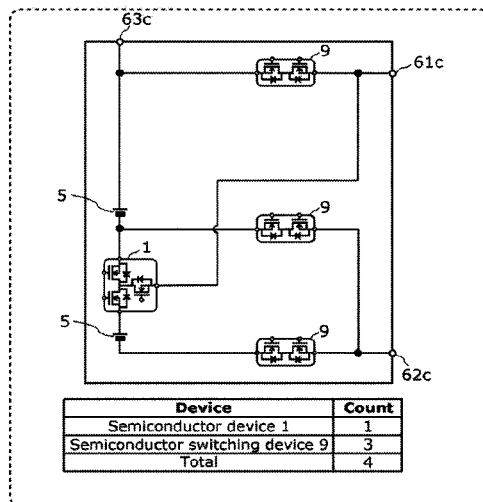 63c
9
61c
5
9
1
5
9
62c
Device Count
Semiconductor device 1 1
Semiconductor switching device 9 3
Total 4